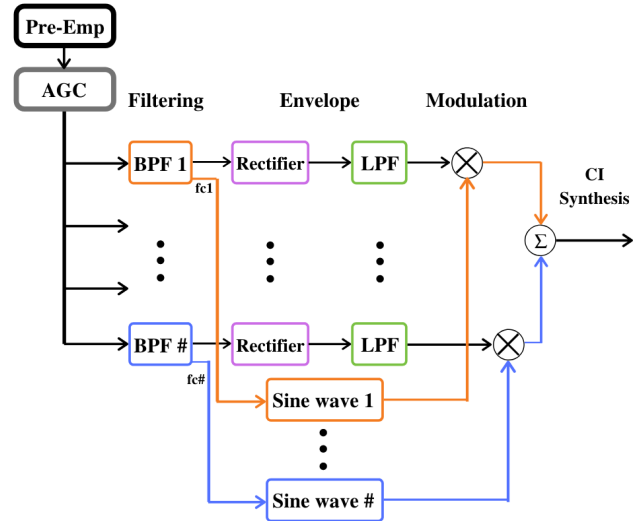 Pre-Emp
AGC
Filtering
Envelope
Modulation
BPF 1
Rectifier
LPF
fc1
CI
Synthesis
Σ
BPF #
Rectifier
LPF
fc#
Sine wave 1
Sine wave #